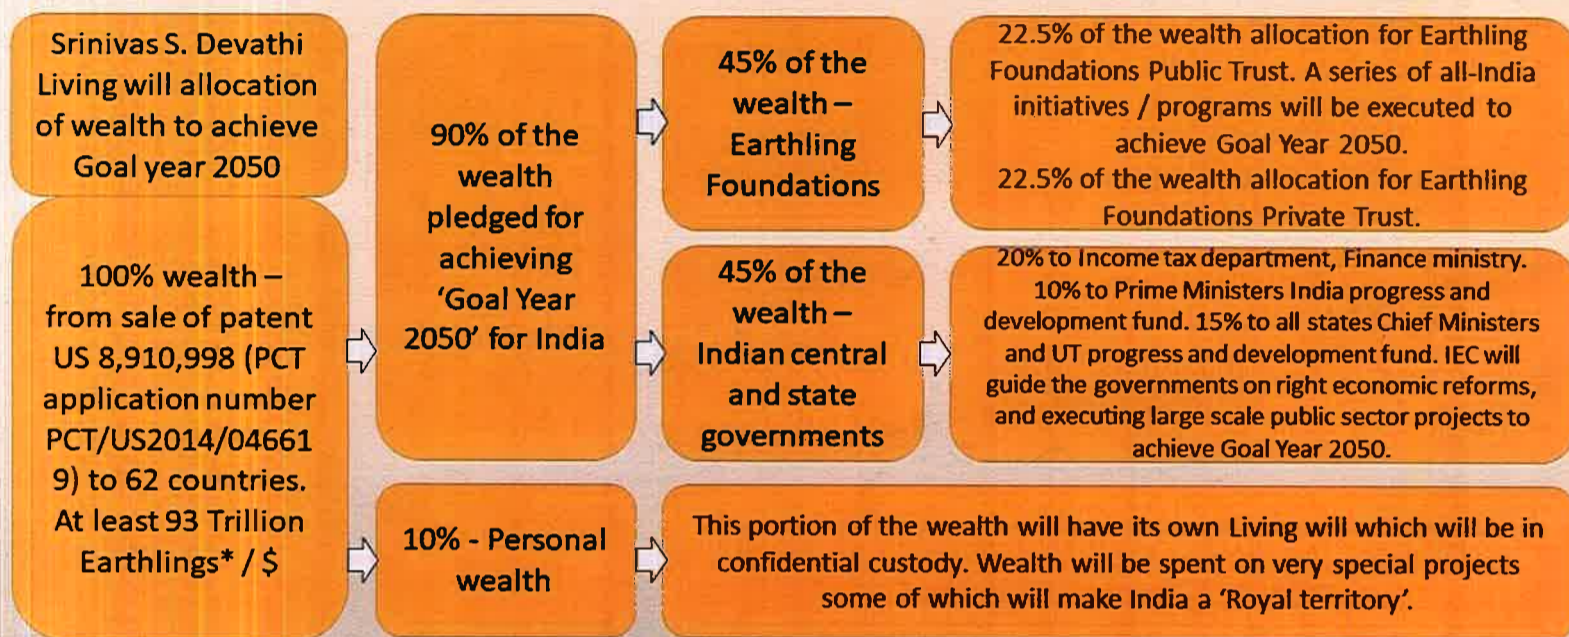 Srinivas S. Devathi
Living will allocation
of wealth to achieve
Goal year 2050
100% wealth –
from sale of patent
US 8,910,998 (PCT
application number
PCT/US2014/04661
9) to 62 countries.
At least 93 Trillion
Earthlings* / $
90% of the
wealth
pledged for
achieving
‘Goal Year
2050’ for India
45% of the
wealth –
Earthling
Foundations
22.5% of the wealth allocation for Earthling
Foundations Public Trust. A series of all-India
initiatives / programs will be executed to
achieve Goal Year 2050.
22.5% of the wealth allocation for Earthling
Foundations Private Trust.
45% of the
wealth –
Indian central
and state
governments
20% to Income tax department, Finance ministry.
10% to Prime Ministers India progress and
development fund. 15% to all states Chief Ministers
and UT progress and development fund. IEC will
guide the governments on right economic reforms,
and executing large scale public sector projects to
achieve Goal Year 2050.
10% - Personal
wealth
This portion of the wealth will have its own Living will which will be in
confidential custody. Wealth will be spent on very special projects
some of which will make India a ‘Royal territory’.